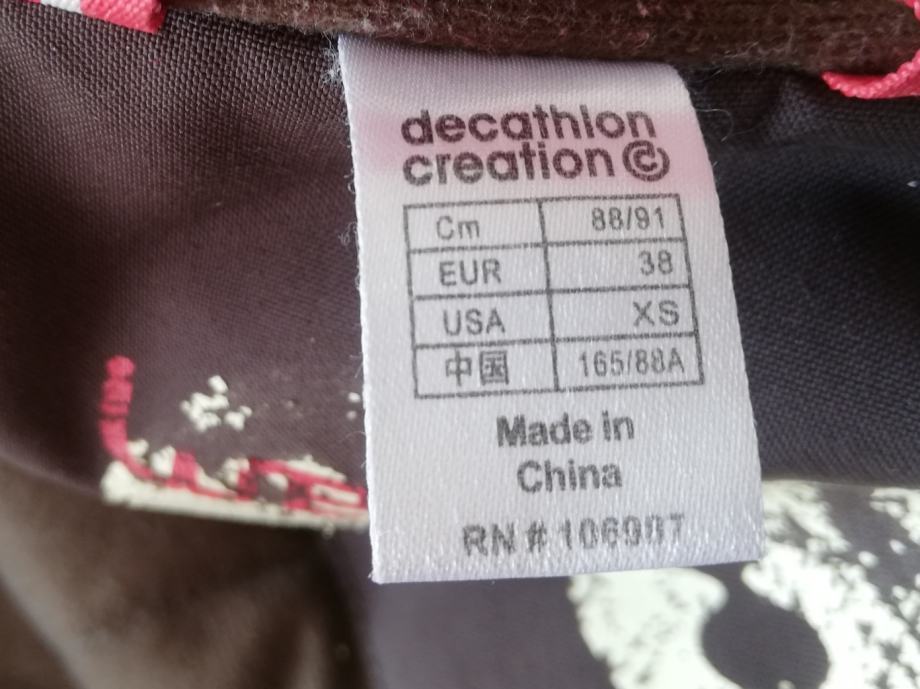 decathlon
creation ©
Cm 88/91
EUR 38
USA XS
中国 165/88A
Made in
China
RN # 106987